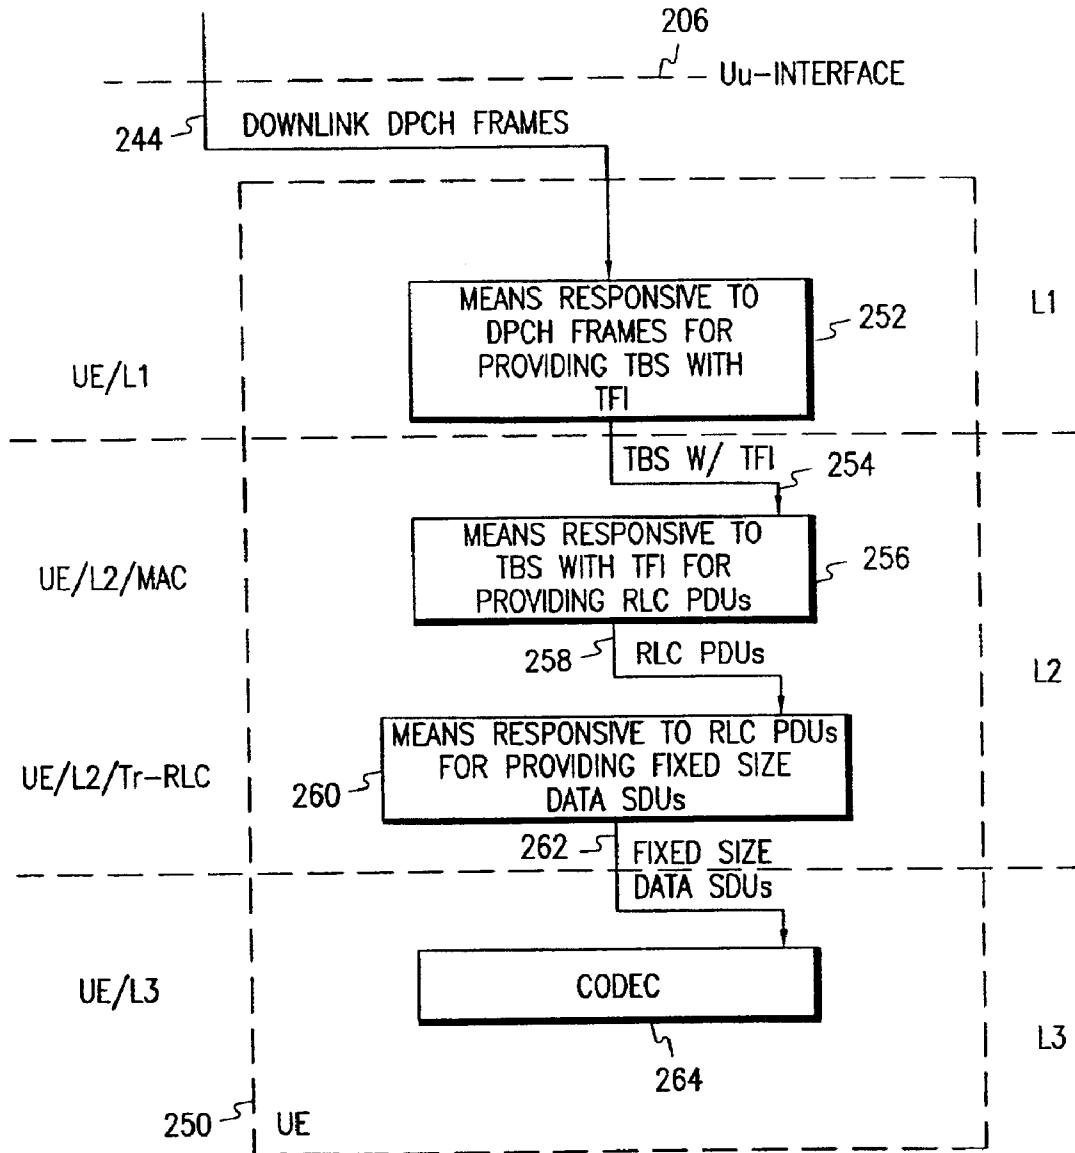 206
Uu-INTERFACE
244
DOWNLINK DPCH FRAMES
MEANS RESPONSIVE TO
DPCH FRAMES FOR
PROVIDING TBS WITH
TFI
252
L1
UE/L1
TBS W/ TFI
254
MEANS RESPONSIVE TO
TBS WITH TFI FOR
PROVIDING RLC PDUs
256
UE/L2/MAC
258
RLC PDUs
L2
MEANS RESPONSIVE TO RLC PDUs
FOR PROVIDING FIXED SIZE
DATA SDUs
UE/L2/Tr-RLC
260
262
FIXED SIZE
DATA SDUs
UE/L3
CODEC
264
L3
250
UE